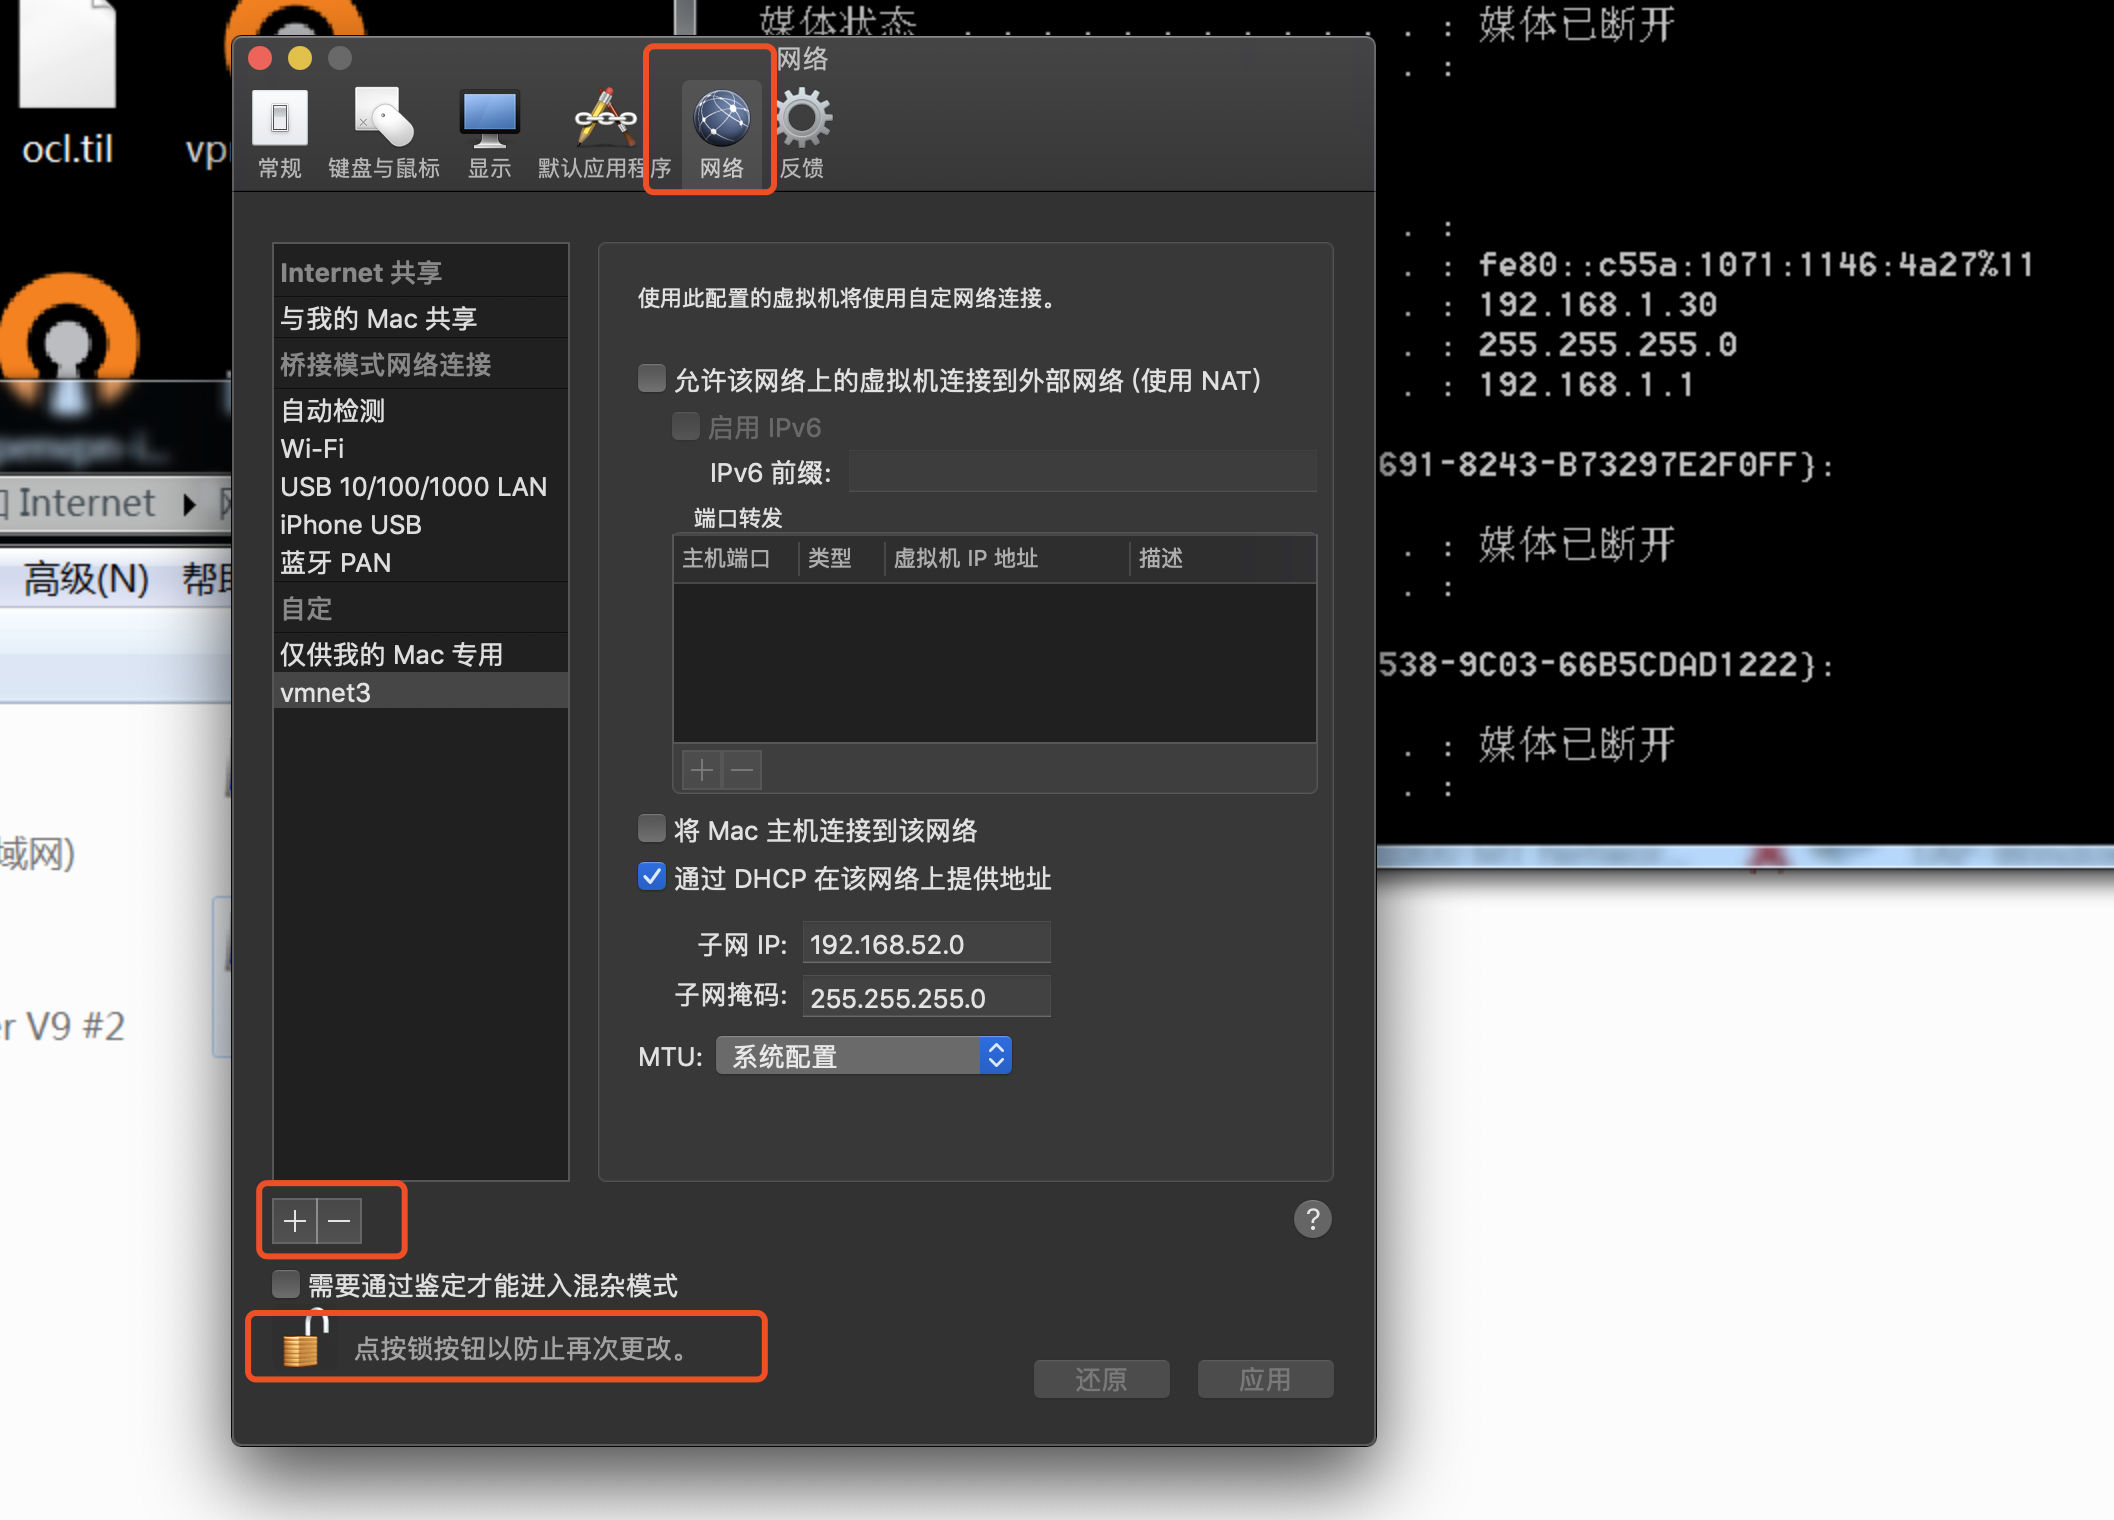 媒体状态 . . . . . . . . . . . . : 媒体已断开
. :
网络
ocl.til
常规
键盘与鼠标
显示
默认应用程序
网络
反馈
Internet 共享
与我的 Mac 共享
桥接模式网络连接
自动检测
Wi-Fi
USB 10/100/1000 LAN
iPhone USB
蓝牙 PAN
自定
仅供我的 Mac 专用
vmnet3
使用此配置的虚拟机将使用自定网络连接。
允许该网络上的虚拟机连接到外部网络 (使用 NAT)
启用 IPv6
IPv6 前缀:
端口转发
主机端口 类型 虚拟机 IP 地址 描述
将 Mac 主机连接到该网络
通过 DHCP 在该网络上提供地址
子网 IP: 192.168.52.0
子网掩码: 255.255.255.0
MTU: 系统配置
+ −
?
需要通过鉴定才能进入混杂模式
点按锁按钮以防止再次更改。
还原
应用
. :
. : fe80::c55a:1071:1146:4a27%11
. : 192.168.1.30
. : 255.255.255.0
. : 192.168.1.1
691-8243-B73297E2F0FF}:
. : 媒体已断开
. :
538-9C03-66B5CDAD1222}:
. : 媒体已断开
. :
Internet
高级(N)
域网)
er V9 #2